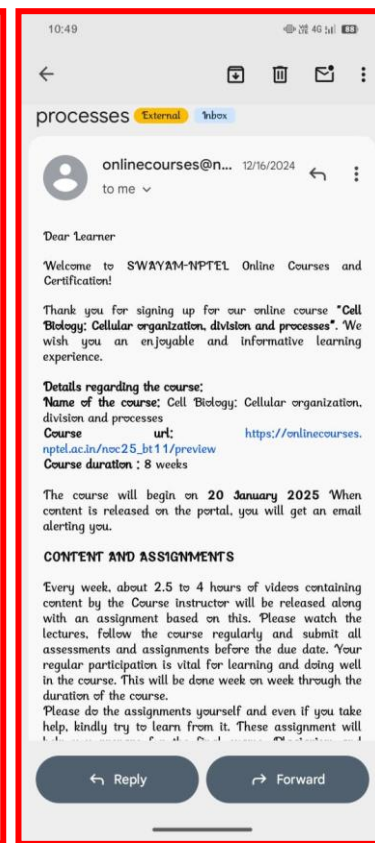 10:49
4G
processes External Inbox
onlinecourses@n... 12/16/2024
to me
Dear Learner
Welcome to SWAYAM-NPTEL Online Courses and
Certification!
Thank you for signing up for our online course "Cell
Biology: Cellular organization, division and processes". We
wish you an enjoyable and informative learning
experience.
Details regarding the course:
Name of the course: Cell Biology: Cellular organization,
division and processes
Course url: https://onlinecourses.
nptel.ac.in/noc25_bt11/preview
Course duration : 8 weeks
The course will begin on 20 January 2025 When
content is released on the portal, you will get an email
alerting you.
CONTENT AND ASSIGNMENTS
Every week, about 2.5 to 4 hours of videos containing
content by the Course instructor will be released along
with an assignment based on this. Please watch the
lectures, follow the course regularly and submit all
assessments and assignments before the due date. Your
regular participation is vital for learning and doing well
in the course. This will be done week on week through the
duration of the course.
Please do the assignments yourself and even if you take
help, kindly try to learn from it. These assignment will
Reply
Forward